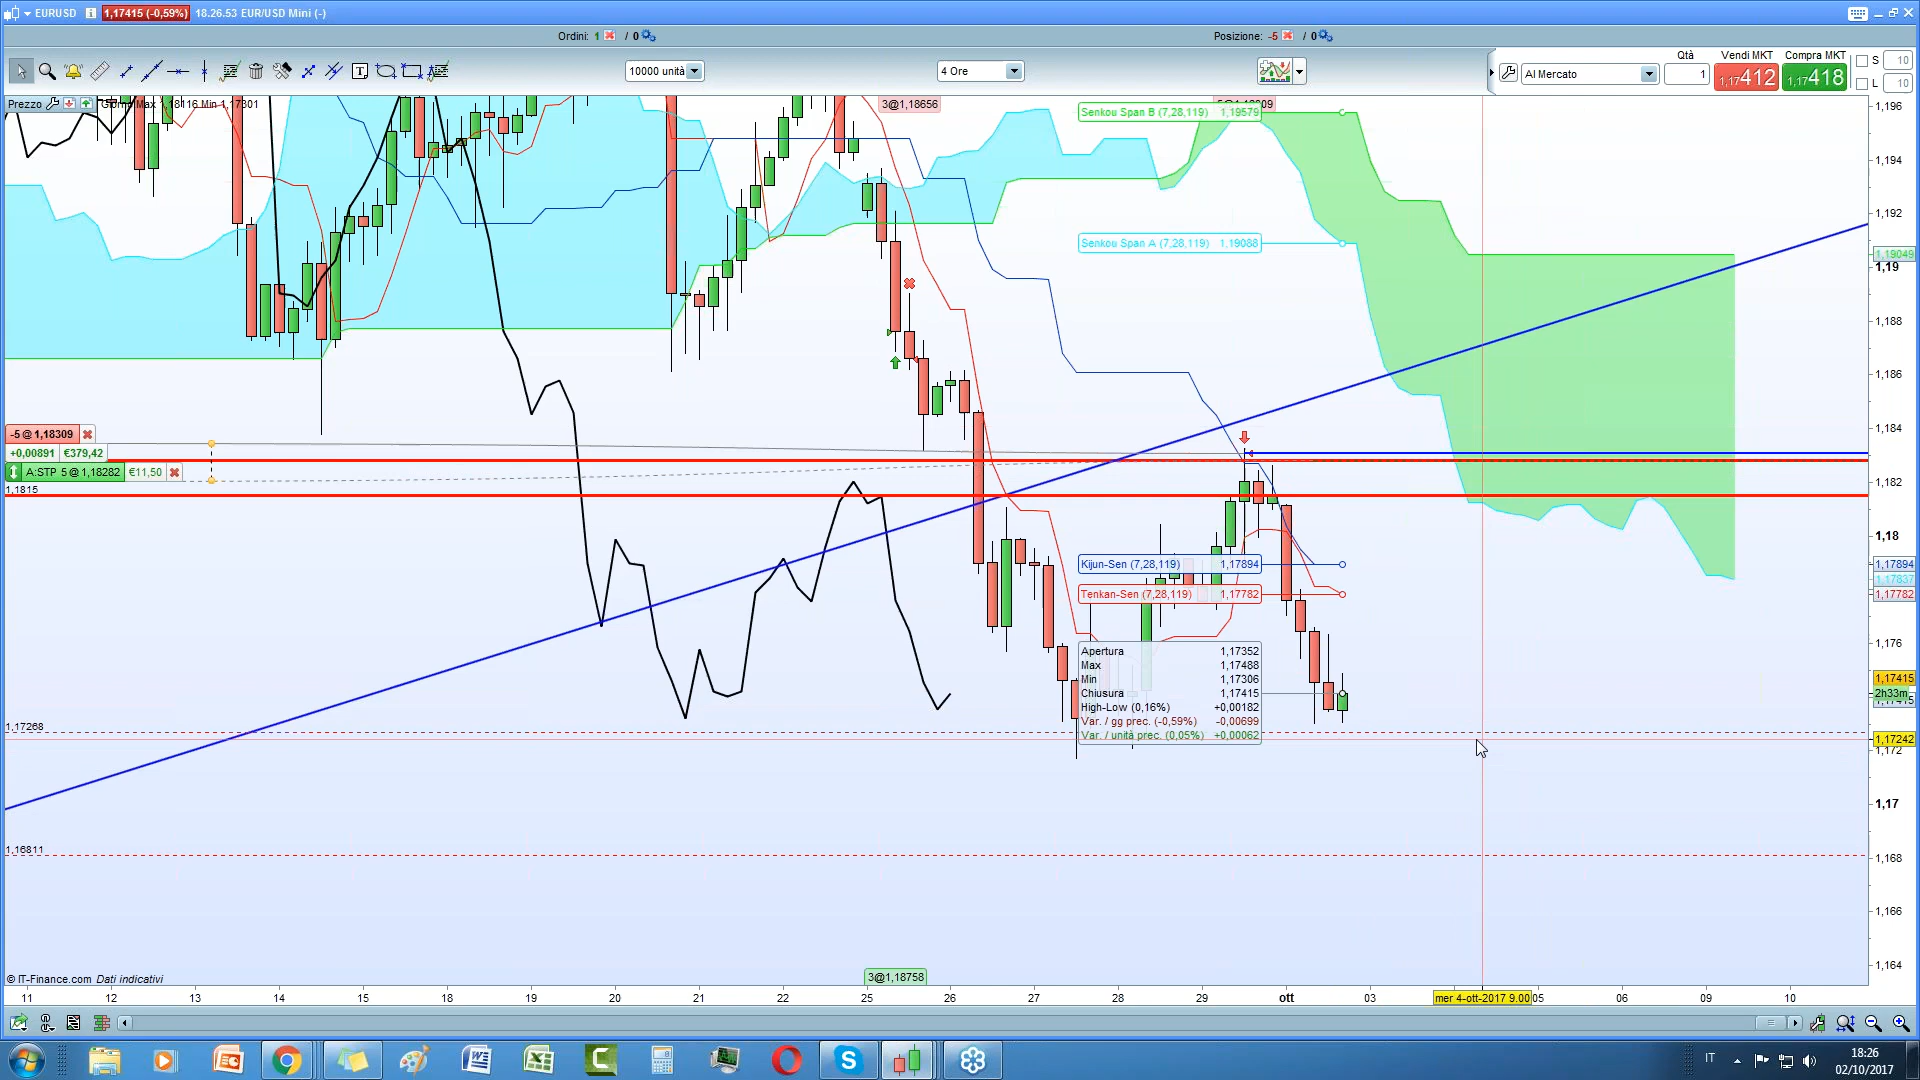 EURUSD 1,17415 (-0,59%) 18.26.53 EUR/USD Mini (-)
Ordini: 1 / 0
Posizione: -5 / 0
10000 unità
4 Ore
Al Mercato
Qtà
1
Vendi MKT
1,17412
Compra MKT
1,17418
S 10
L 10
Prezzo
3@1,18656
Senkou Span B (7,28,119) 1,19579
Senkou Span A (7,28,119) 1,19088
-5@1,18309
+0,00891 €379,42
A:STP 5@1,18282 €11,50
1,1815
Kijun-Sen (7,28,119) 1,17894
Tenkan-Sen (7,28,119) 1,17782
Apertura 1,17352
Max 1,17488
Min 1,17306
Chiusura 1,17415
High-Low (0,16%) +0,00182
Var. / gg prec. (-0,59%) -0,00699
Var. / unità prec. (0,05%) +0,00062
1,17268
1,16811
© IT-Finance.com Dati indicativi
3@1,18758
1,196
1,194
1,192
1,19049
1,19
1,188
1,186
1,184
1,182
1,18
1,17894
1,17837
1,17782
1,176
1,17415
2h33m
1,17415
1,17242
1,172
1,17
1,168
1,166
1,164
11 12 13 14 15 18 19 20 21 22 25 26 27 28 29 ott 03 mer 4-ott-2017 9.00 05 06 09 10
IT
18:26
02/10/2017